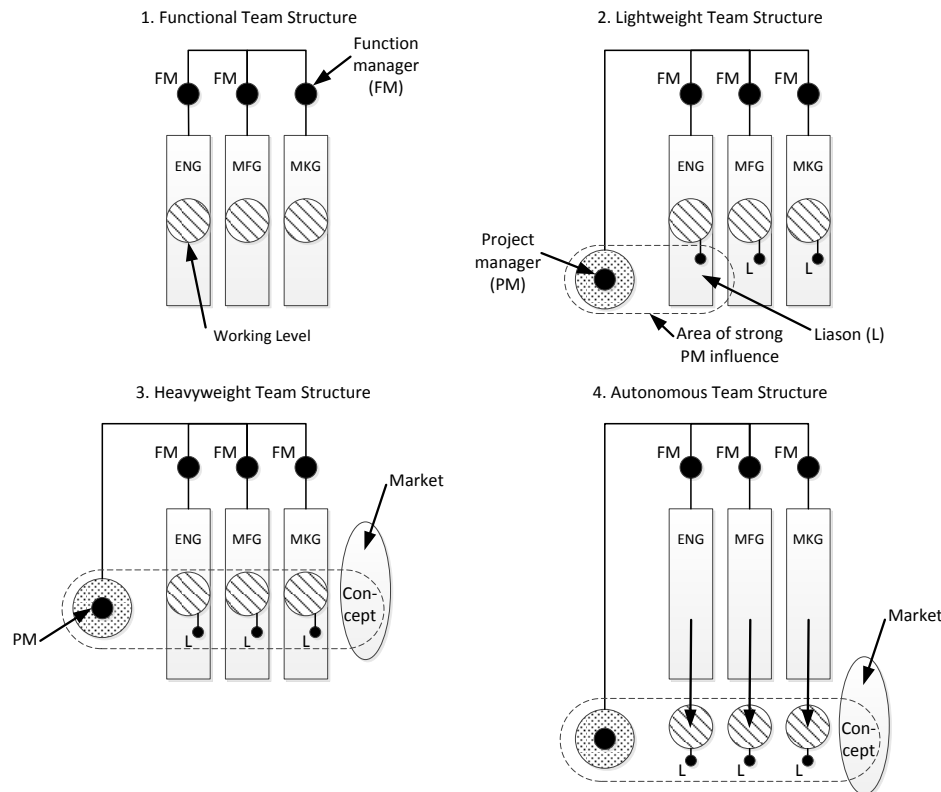 1. Functional Team Structure
Function
manager
(FM)
FM
FM
ENG
MFG
MKG
Working Level
2. Lightweight Team Structure
FM
FM
FM
ENG
MFG
MKG
Project
manager
(PM)
L
L
Area of strong
PM influence
Liason (L)
3. Heavyweight Team Structure
FM
FM
FM
Market
ENG
MFG
MKG
Con-
cept
PM
L
L
L
4. Autonomous Team Structure
FM
FM
FM
ENG
MFG
MKG
Market
Con-
cept
L
L
L